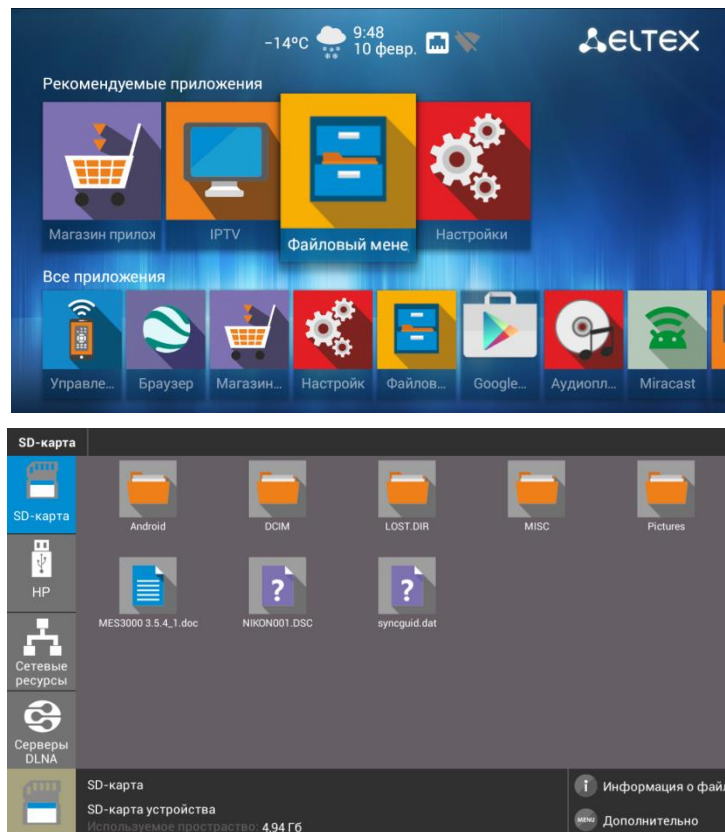 -14ºC
9:48
10 февр.
ELTEX
Рекомендуемые приложения
Магазин прилож
IPTV
Файловый мене
Настройки
Все приложения
Управле...
Браузер
Магазин...
Настройк
Файлов...
Google...
Аудиопл...
Miracast
SD-карта
SD-карта
HP
Сетевые
ресурсы
Серверы
DLNA
Android
DCIM
LOST.DIR
MISC
Pictures
MES3000 3.5.4_1.doc
NIKON001.DSC
syncguid.dat
SD-карта
SD-карта устройства
Используемое прострaство: 4,94 Гб
i Информация о фай
MENU Дополнительно